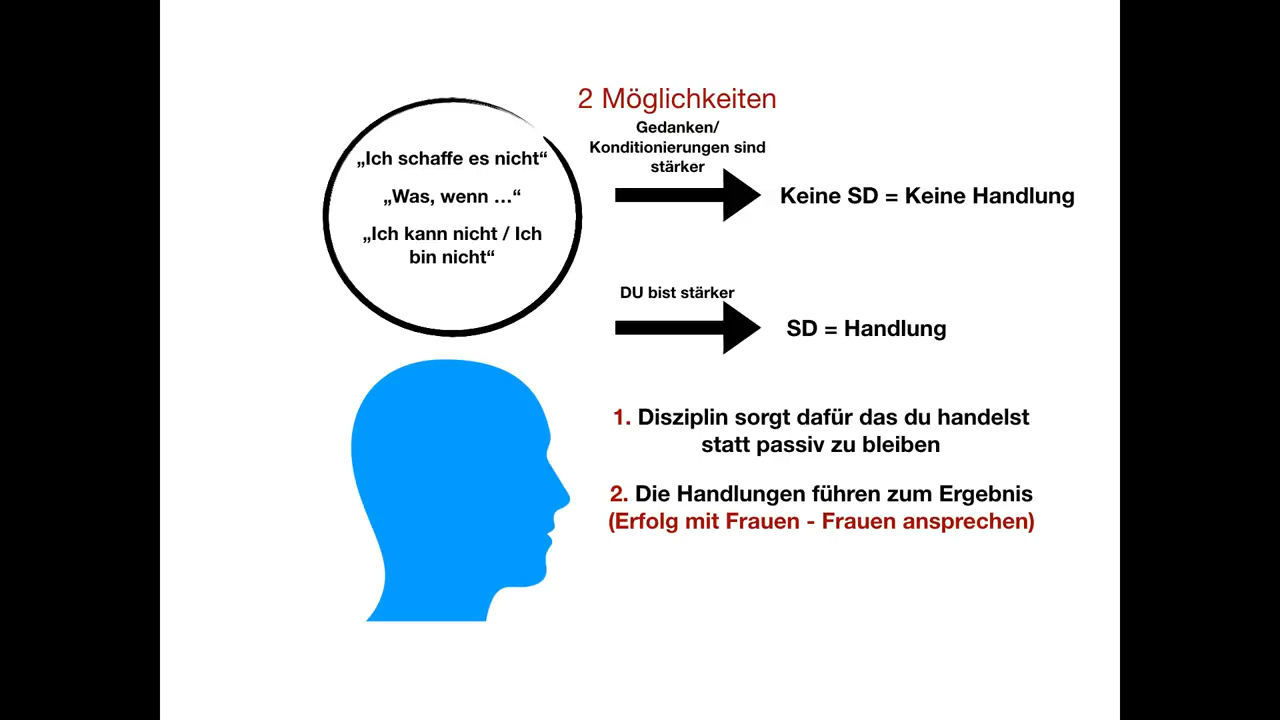 2 Möglichkeiten
„Ich schaffe es nicht“
„Was, wenn …“
„Ich kann nicht / Ich
bin nicht“
Gedanken/
Konditionierungen sind
stärker
Keine SD = Keine Handlung
DU bist stärker
SD = Handlung
1. Disziplin sorgt dafür das du handelst
statt passiv zu bleiben
2. Die Handlungen führen zum Ergebnis
(Erfolg mit Frauen - Frauen ansprechen)